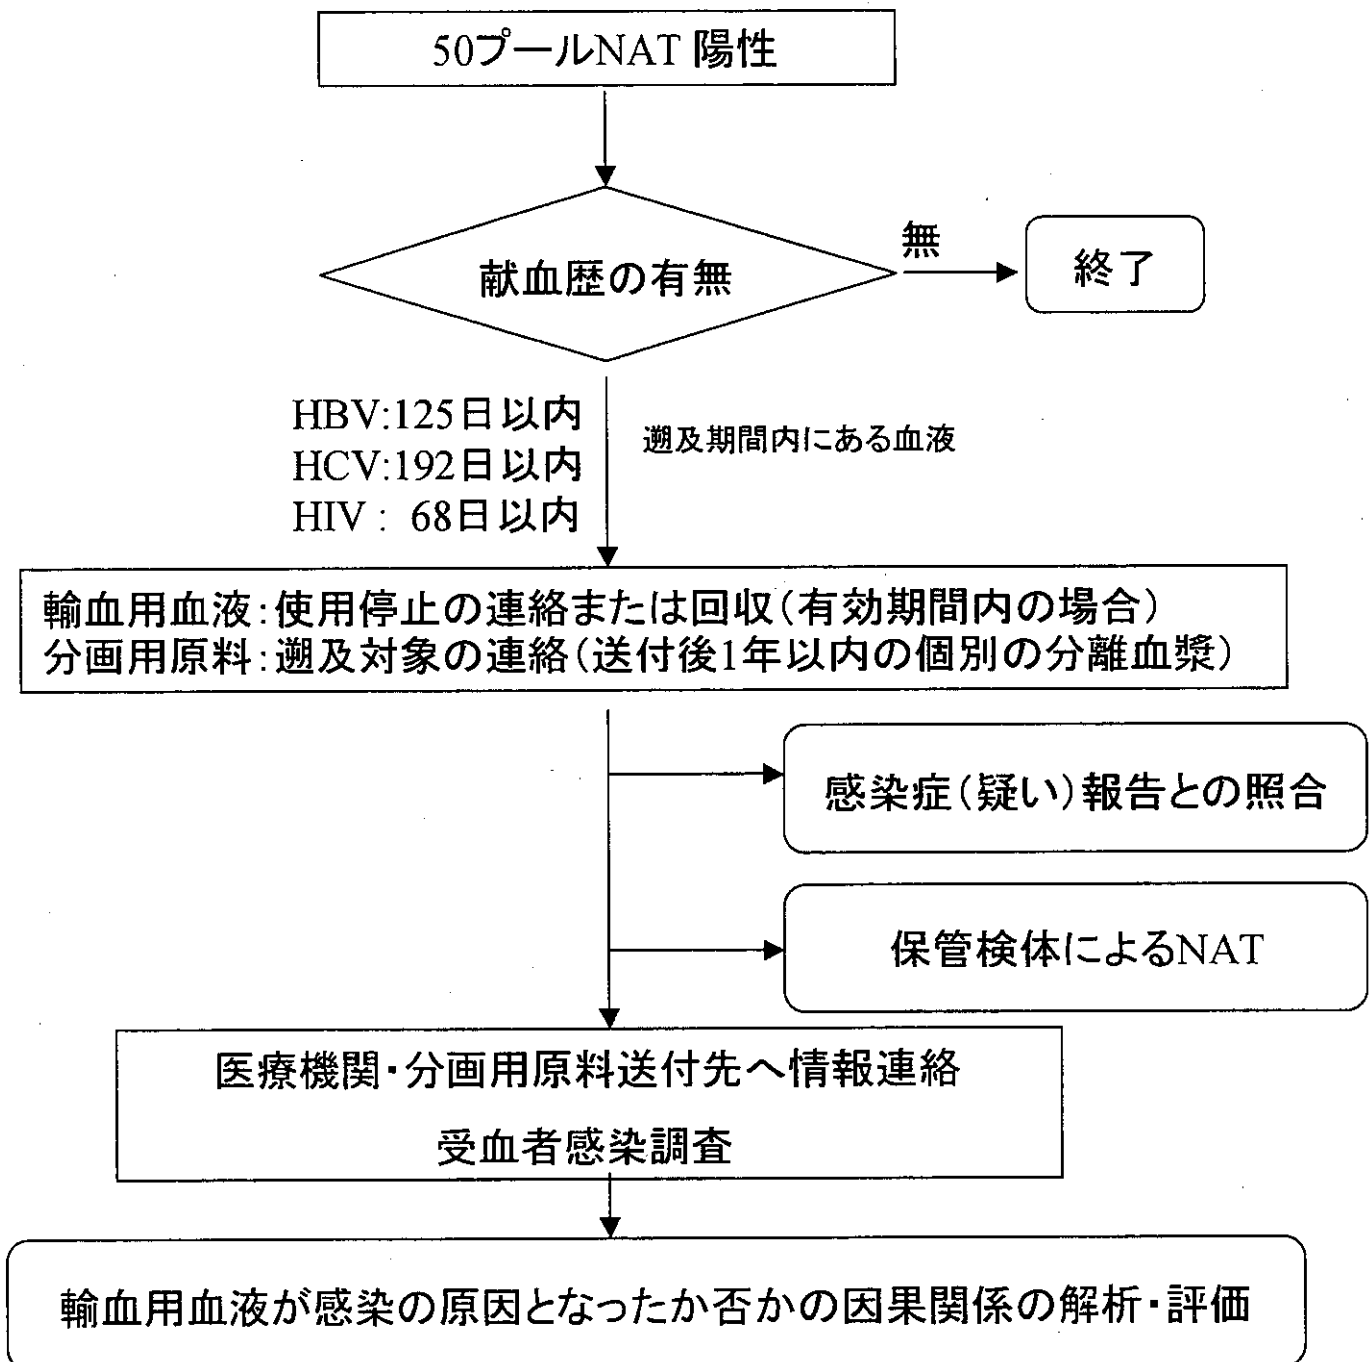 50プールNAT 陽性
献血歴の有無
無
終了
HBV:125日以内
HCV:192日以内
HIV : 68日以内
遡及期間内にある血液
輸血用血液:使用停止の連絡または回収(有効期間内の場合)
分画用原料:遡及対象の連絡(送付後1年以内の個別の分離血漿)
感染症(疑い)報告との照合
保管検体によるNAT
医療機関・分画用原料送付先へ情報連絡
受血者感染調査
輸血用血液が感染の原因となったか否かの因果関係の解析・評価